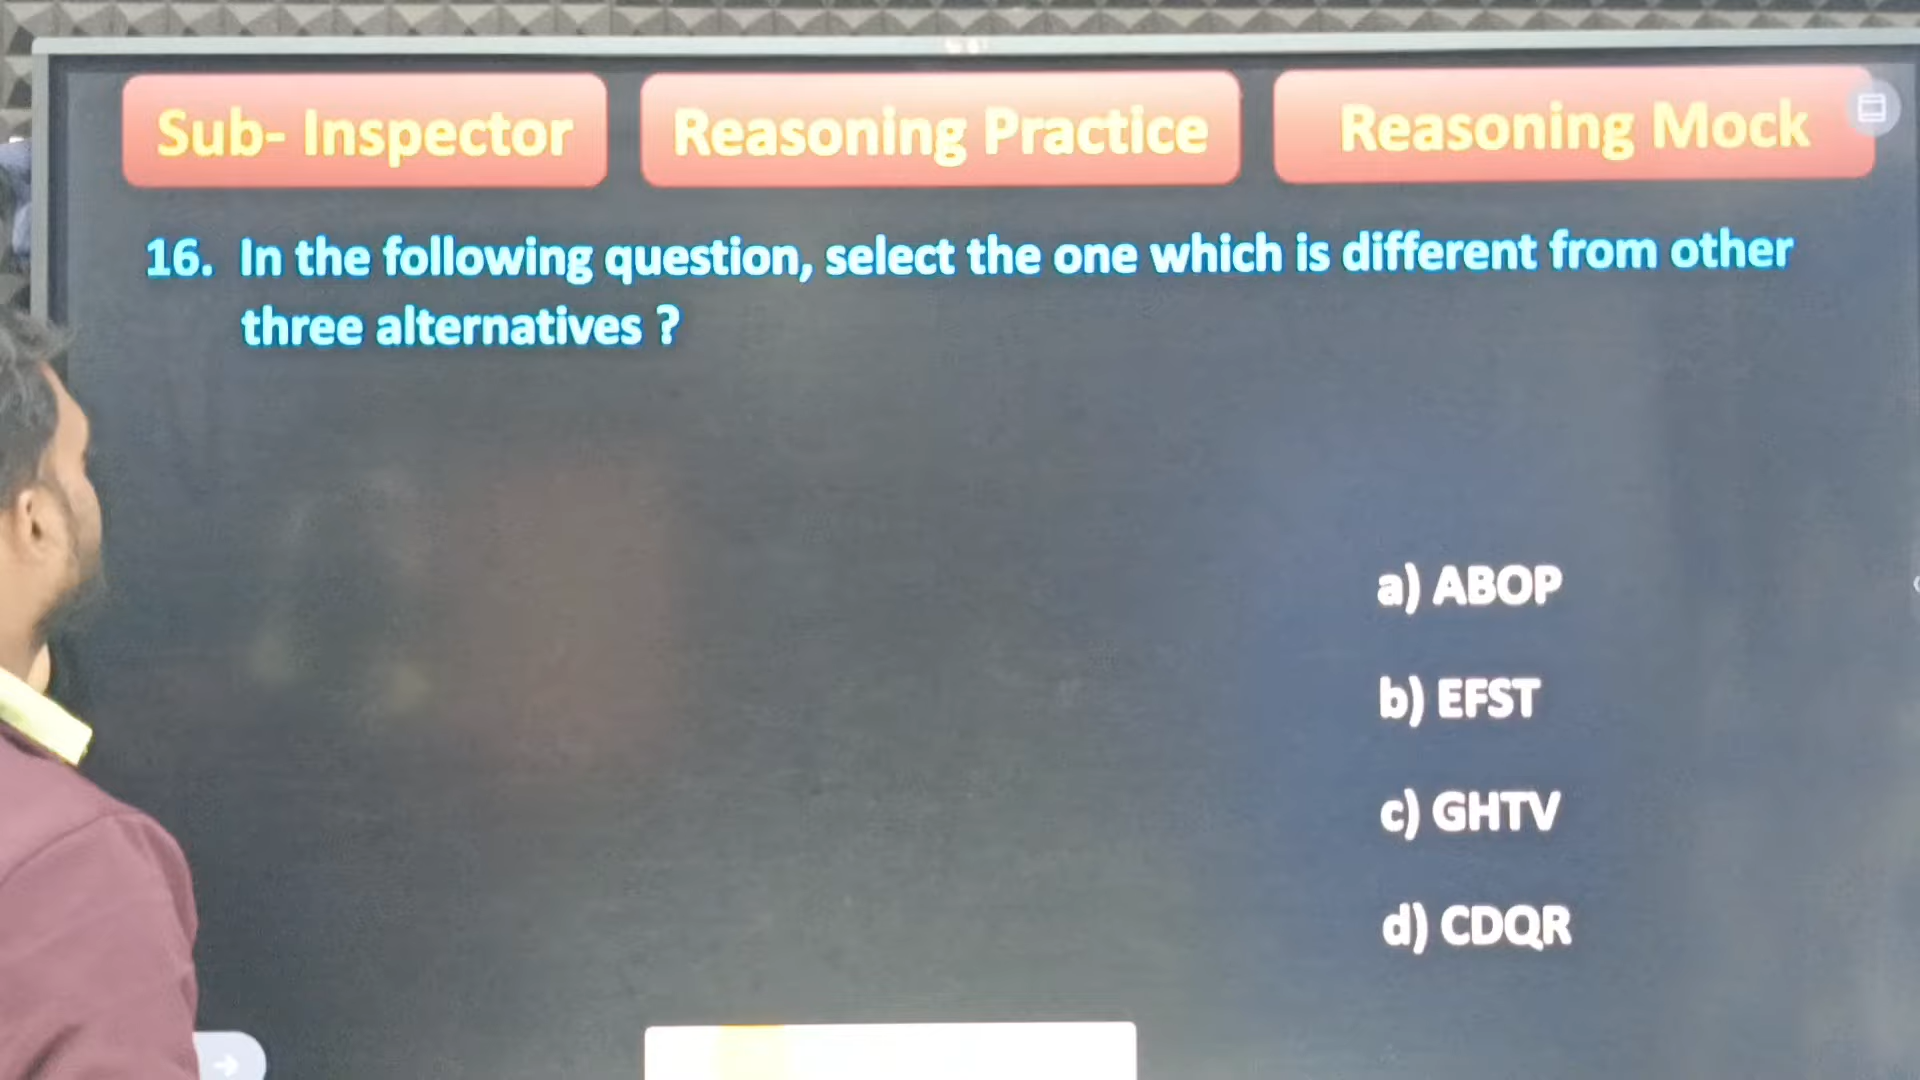 Sub- Inspector
Reasoning Practice
Reasoning Mock
16. In the following question, select the one which is different from other
three alternatives ?
a) ABOP
b) EFST
c) GHTV
d) CDQR